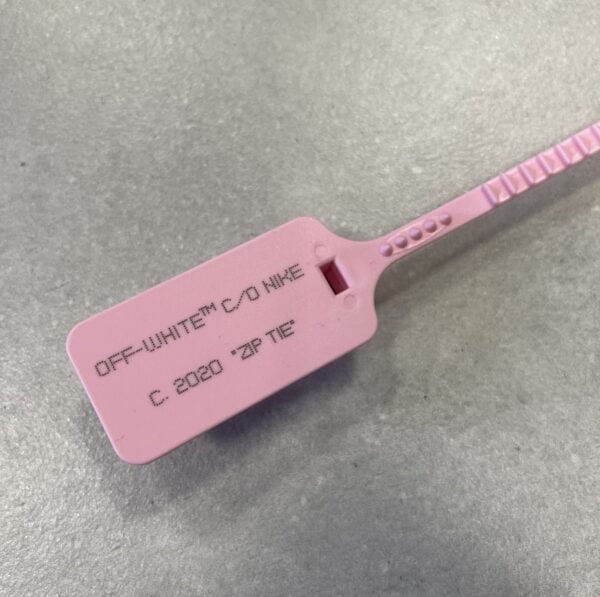 OFF-WHITE™ C/O NIKE
C. 2020 "ZIP TIE"